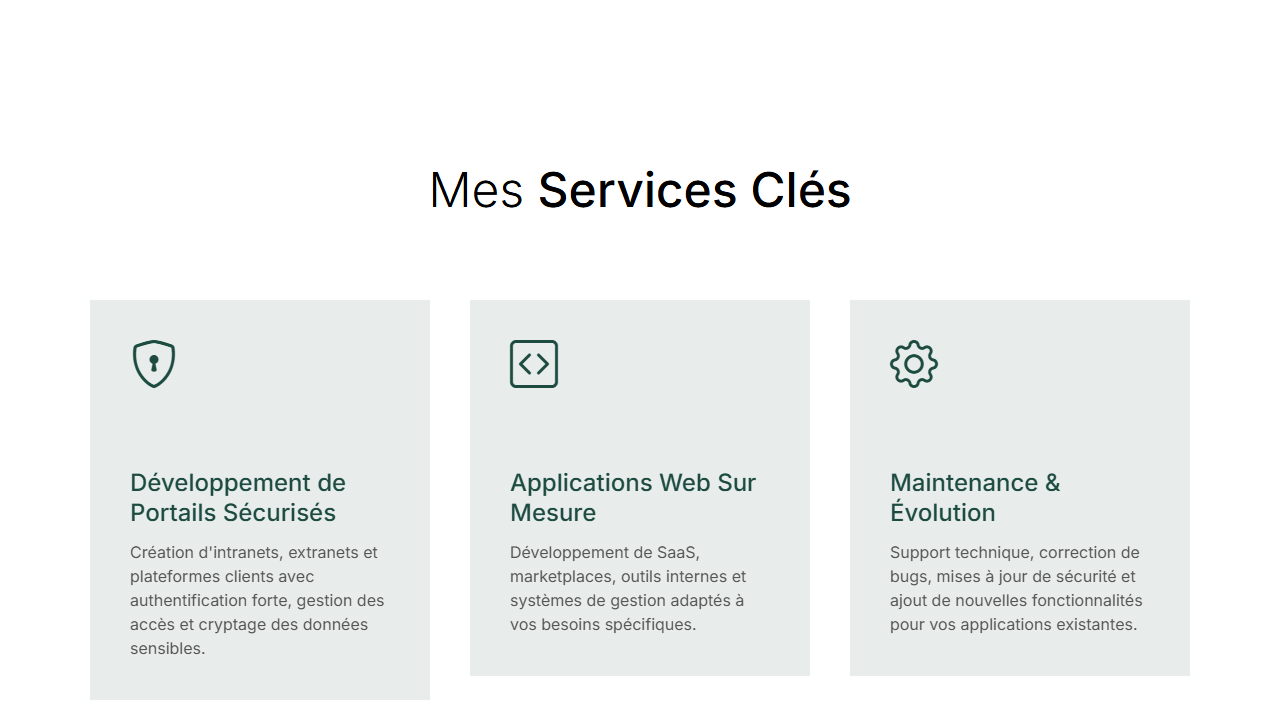 Mes Services Clés
Développement de
Portails Sécurisés
Création d'intranets, extranets et
plateformes clients avec
authentification forte, gestion des
accès et cryptage des données
sensibles.
Applications Web Sur
Mesure
Développement de SaaS,
marketplaces, outils internes et
systèmes de gestion adaptés à
vos besoins spécifiques.
Maintenance &
Évolution
Support technique, correction de
bugs, mises à jour de sécurité et
ajout de nouvelles fonctionnalités
pour vos applications existantes.